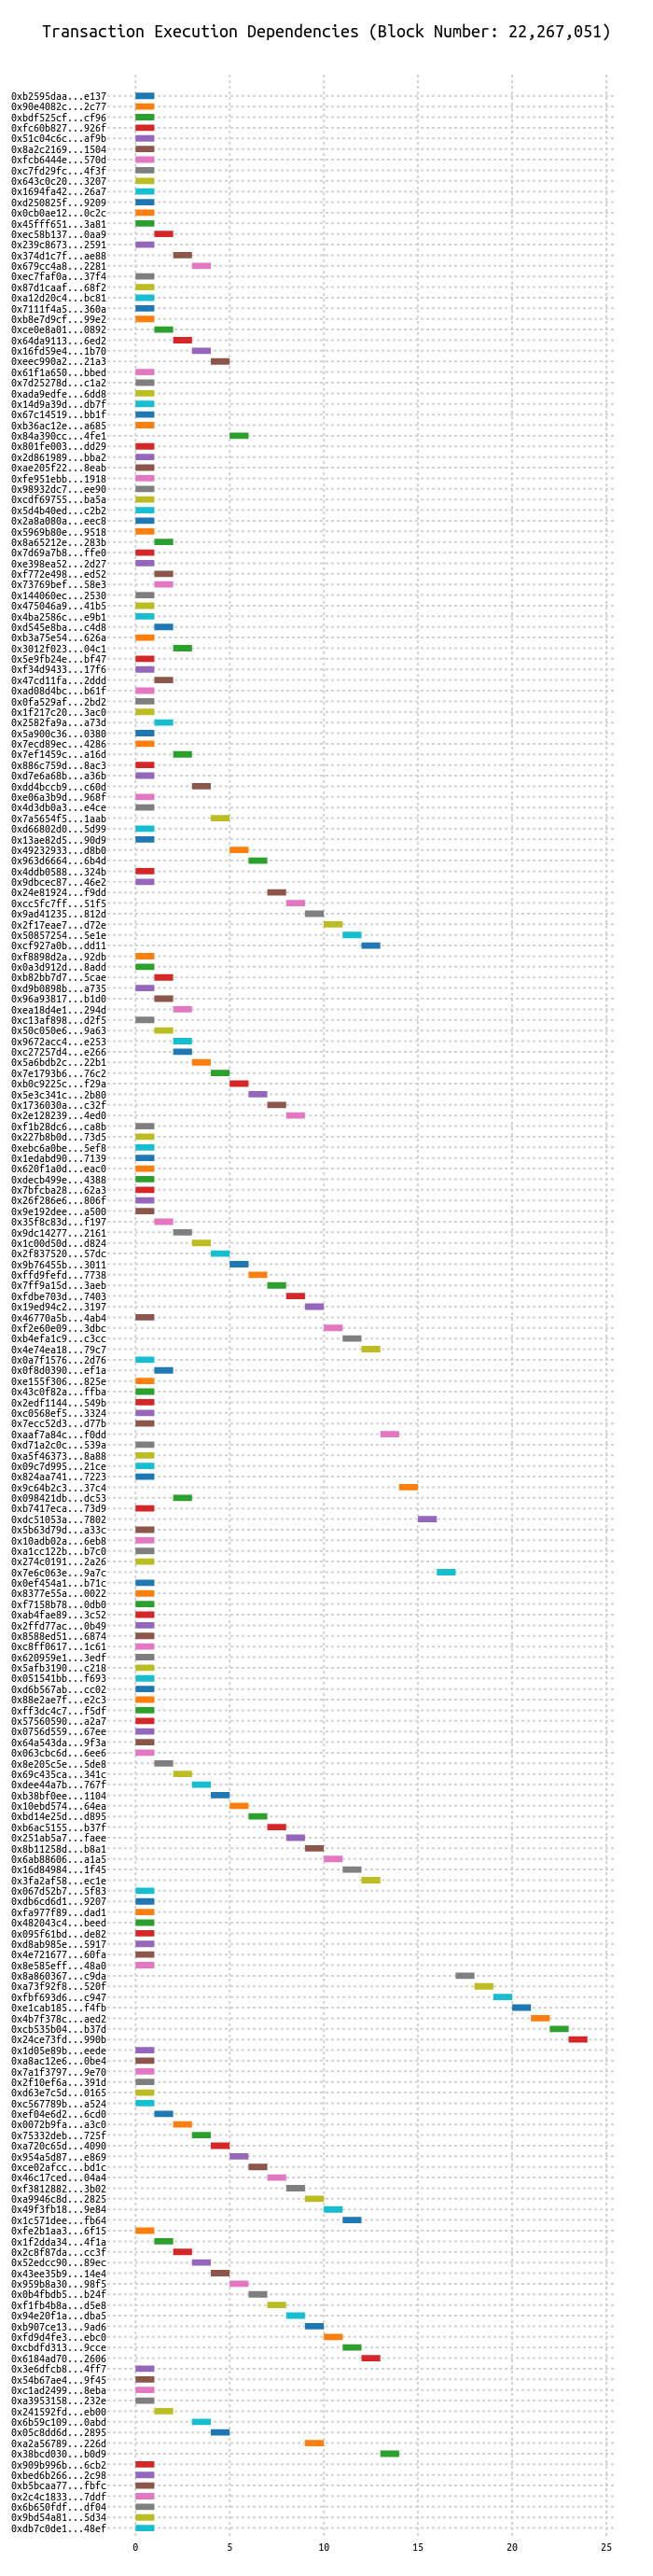 Transaction Execution Dependencies (Block Number: 22,267,051)
0xb2595daa...e137
0x90e4082c...2c77
0xbdf525cf...cf96
0xfc60b827...926f
0x51c04c6c...af9b
0x8a2c2169...1504
0xfcb6444e...570d
0xc7fd29fc...4f3f
0x643c0c20...3207
0x1694fa42...26a7
0xd250825f...9209
0x0cb0ae12...0c2c
0x45fff651...3a81
0xec58b137...0aa9
0x239c8673...2591
0x374d1c7f...ae88
0x679cc4a8...2281
0xec7faf0a...37f4
0x87d1caaf...68f2
0xa12d20c4...bc81
0x7111f4a5...360a
0xb8e7d9cf...99e2
0xce0e8a01...0892
0x64da9113...6ed2
0x16fd59e4...1b70
0xeec990a2...21a3
0x61f1a650...bbed
0x7d25278d...c1a2
0xada9edfe...6dd8
0x14d9a39d...db7f
0x67c14519...bb1f
0xb36ac12e...a685
0x84a390cc...4fe1
0x801fe003...dd29
0x2d861989...bba2
0xae205f22...8eab
0xfe951ebb...1918
0x98932dc7...ee90
0xcdf69755...ba5a
0x5d4b40ed...c2b2
0x2a8a080a...eec8
0x5969b80e...9518
0x8a65212e...283b
0x7d69a7b8...ffe0
0xe398ea52...2d27
0xf772e498...ed52
0x73769bef...58e3
0x144060ec...2530
0x475046a9...41b5
0x4ba2586c...e9b1
0xd545e8ba...c4d8
0xb3a75e54...626a
0x3012f023...04c1
0x5e9fb24e...bf47
0xf34d9433...17f6
0x47cd11fa...2ddd
0xad08d4bc...b61f
0x0fa529af...2bd2
0x1f217c20...3ac0
0x2582fa9a...a73d
0x5a900c36...0380
0x7ecd89ec...4286
0x7ef1459c...a16d
0x886c759d...8ac3
0xd7e6a68b...a36b
0xdd4bccb9...c60d
0xe06a3b9d...968f
0x4d3db0a3...e4ce
0x7a5654f5...1aab
0xd66802d0...5d99
0x13ae82d5...90d9
0x49232933...d8b0
0x963d6664...6b4d
0x4ddb0588...324b
0x9dbcec87...46e2
0x24e81924...f9dd
0xcc5fc7ff...51f5
0x9ad41235...812d
0x2f17eae7...d72e
0x50857254...5e1e
0xcf927a0b...dd11
0xf8898d2a...92db
0x0a3d912d...8add
0xb82bb7d7...5cae
0xd9b0898b...a735
0x96a93817...b1d0
0xea18d4e1...294d
0xc13af898...d2f5
0x50c050e6...9a63
0x9672acc4...e253
0xc27257d4...e266
0x5a6bdb2c...22b1
0x7e1793b6...76c2
0xb0c9225c...f29a
0x5e3c341c...2b80
0x1736030a...c32f
0x2e128239...4ed0
0xf1b28dc6...ca8b
0x227b8b0d...73d5
0xebc6a0be...5ef8
0x1edabd90...7139
0x620f1a0d...eac0
0xdecb499e...4388
0x7bfcba28...62a3
0x26f286e6...806f
0x9e192dee...a500
0x35f8c83d...f197
0x9dc14277...2161
0x1c00d50d...d824
0x2f837520...57dc
0x9b76455b...3011
0xffd9fefd...7738
0x7ff9a15d...3aeb
0xfdbe703d...7403
0x19ed94c2...3197
0x46770a5b...4ab4
0xf2e60e09...3dbc
0xb4efa1c9...c3cc
0x4e74ea18...79c7
0x0a7f1576...2d76
0x0f8d0390...ef1a
0xe155f306...825e
0x43c0f82a...ffba
0x2edf1144...549b
0xc0568ef5...3324
0x7ecc52d3...d77b
0xaaf7a84c...f0dd
0xd71a2c0c...539a
0xa5f46373...8a88
0x09c7d995...21ce
0x824aa741...7223
0x9c64b2c3...37c4
0x098421db...dc53
0xb7417eca...73d9
0xdc51053a...7802
0x5b63d79d...a33c
0x10adb02a...6eb8
0xa1cc122b...b7c0
0x274c0191...2a26
0x7e6c063e...9a7c
0x0ef454a1...b71c
0x8377e55a...0022
0xf7158b78...0db0
0xab4fae89...3c52
0x2ffd77ac...0b49
0x8588ed51...6874
0xc8ff0617...1c61
0x620959e1...3edf
0x5afb3190...c218
0x051541bb...f693
0xd6b567ab...cc02
0x88e2ae7f...e2c3
0xff3dc4c7...f5df
0x57560590...a2a7
0x0756d559...67ee
0x64a543da...9f3a
0x063cbc6d...6ee6
0x8e205c5e...5de8
0x69c435ca...341c
0xdee44a7b...767f
0xb38bf0ee...1104
0x10ebd574...64ea
0xbd14e25d...d895
0xb6ac5155...b37f
0x251ab5a7...faee
0x8b11258d...b8a1
0x6ab88606...a1a5
0x16d84984...1f45
0x3fa2af58...ec1e
0x067d52b7...5f83
0xdb6cd6d1...9207
0xfa977f89...dad1
0x482043c4...beed
0x095f61bd...de82
0xd8ab985e...5917
0x4e721677...60fa
0x8e585eff...48a0
0x8a860367...c9da
0xa73f92f8...520f
0xfbf693d6...c947
0xe1cab185...f4fb
0x4b7f378c...aed2
0xcb535b04...b37d
0x24ce73fd...990b
0x1d05e89b...eede
0xa8ac12e6...0be4
0x7a1f3797...9e70
0x2f10ef6a...391d
0xd63e7c5d...0165
0xc567789b...a524
0xef04e6d2...6cd0
0x0072b9fa...a3c0
0x75332deb...725f
0xa720c65d...4090
0x954a5d87...e869
0xce02afcc...bd1c
0x46c17ced...04a4
0xf3812882...3b02
0xa9946c8d...2825
0x49f3fb18...9e84
0x1c571dee...fb64
0xfe2b1aa3...6f15
0x1f2dda34...4f1a
0x2c8f87da...cc3f
0x52edcc90...89ec
0x43ee35b9...14e4
0x959b8a30...98f5
0x0b4fbdb5...b24f
0xf1fb4b8a...d5e8
0x94e20f1a...dba5
0xb907ce13...9ad6
0xfd9d4fe3...ebc0
0xcbdfd313...9cce
0x6184ad70...2606
0x3e6dfcb8...4ff7
0x54b67ae4...9f45
0xc1ad2499...8eba
0xa3953158...232e
0x241592fd...eb00
0x6b59c109...0abd
0x05c8dd6d...2895
0xa2a56789...226d
0x38bcd030...b0d9
0x909b996b...6cb2
0xbed6b266...2c98
0xb5bcaa77...fbfc
0x2c4c1833...7ddf
0x6b650fdf...df04
0x9bd54a81...5d34
0xdb7c0de1...48ef
0 5 10 15 20 25